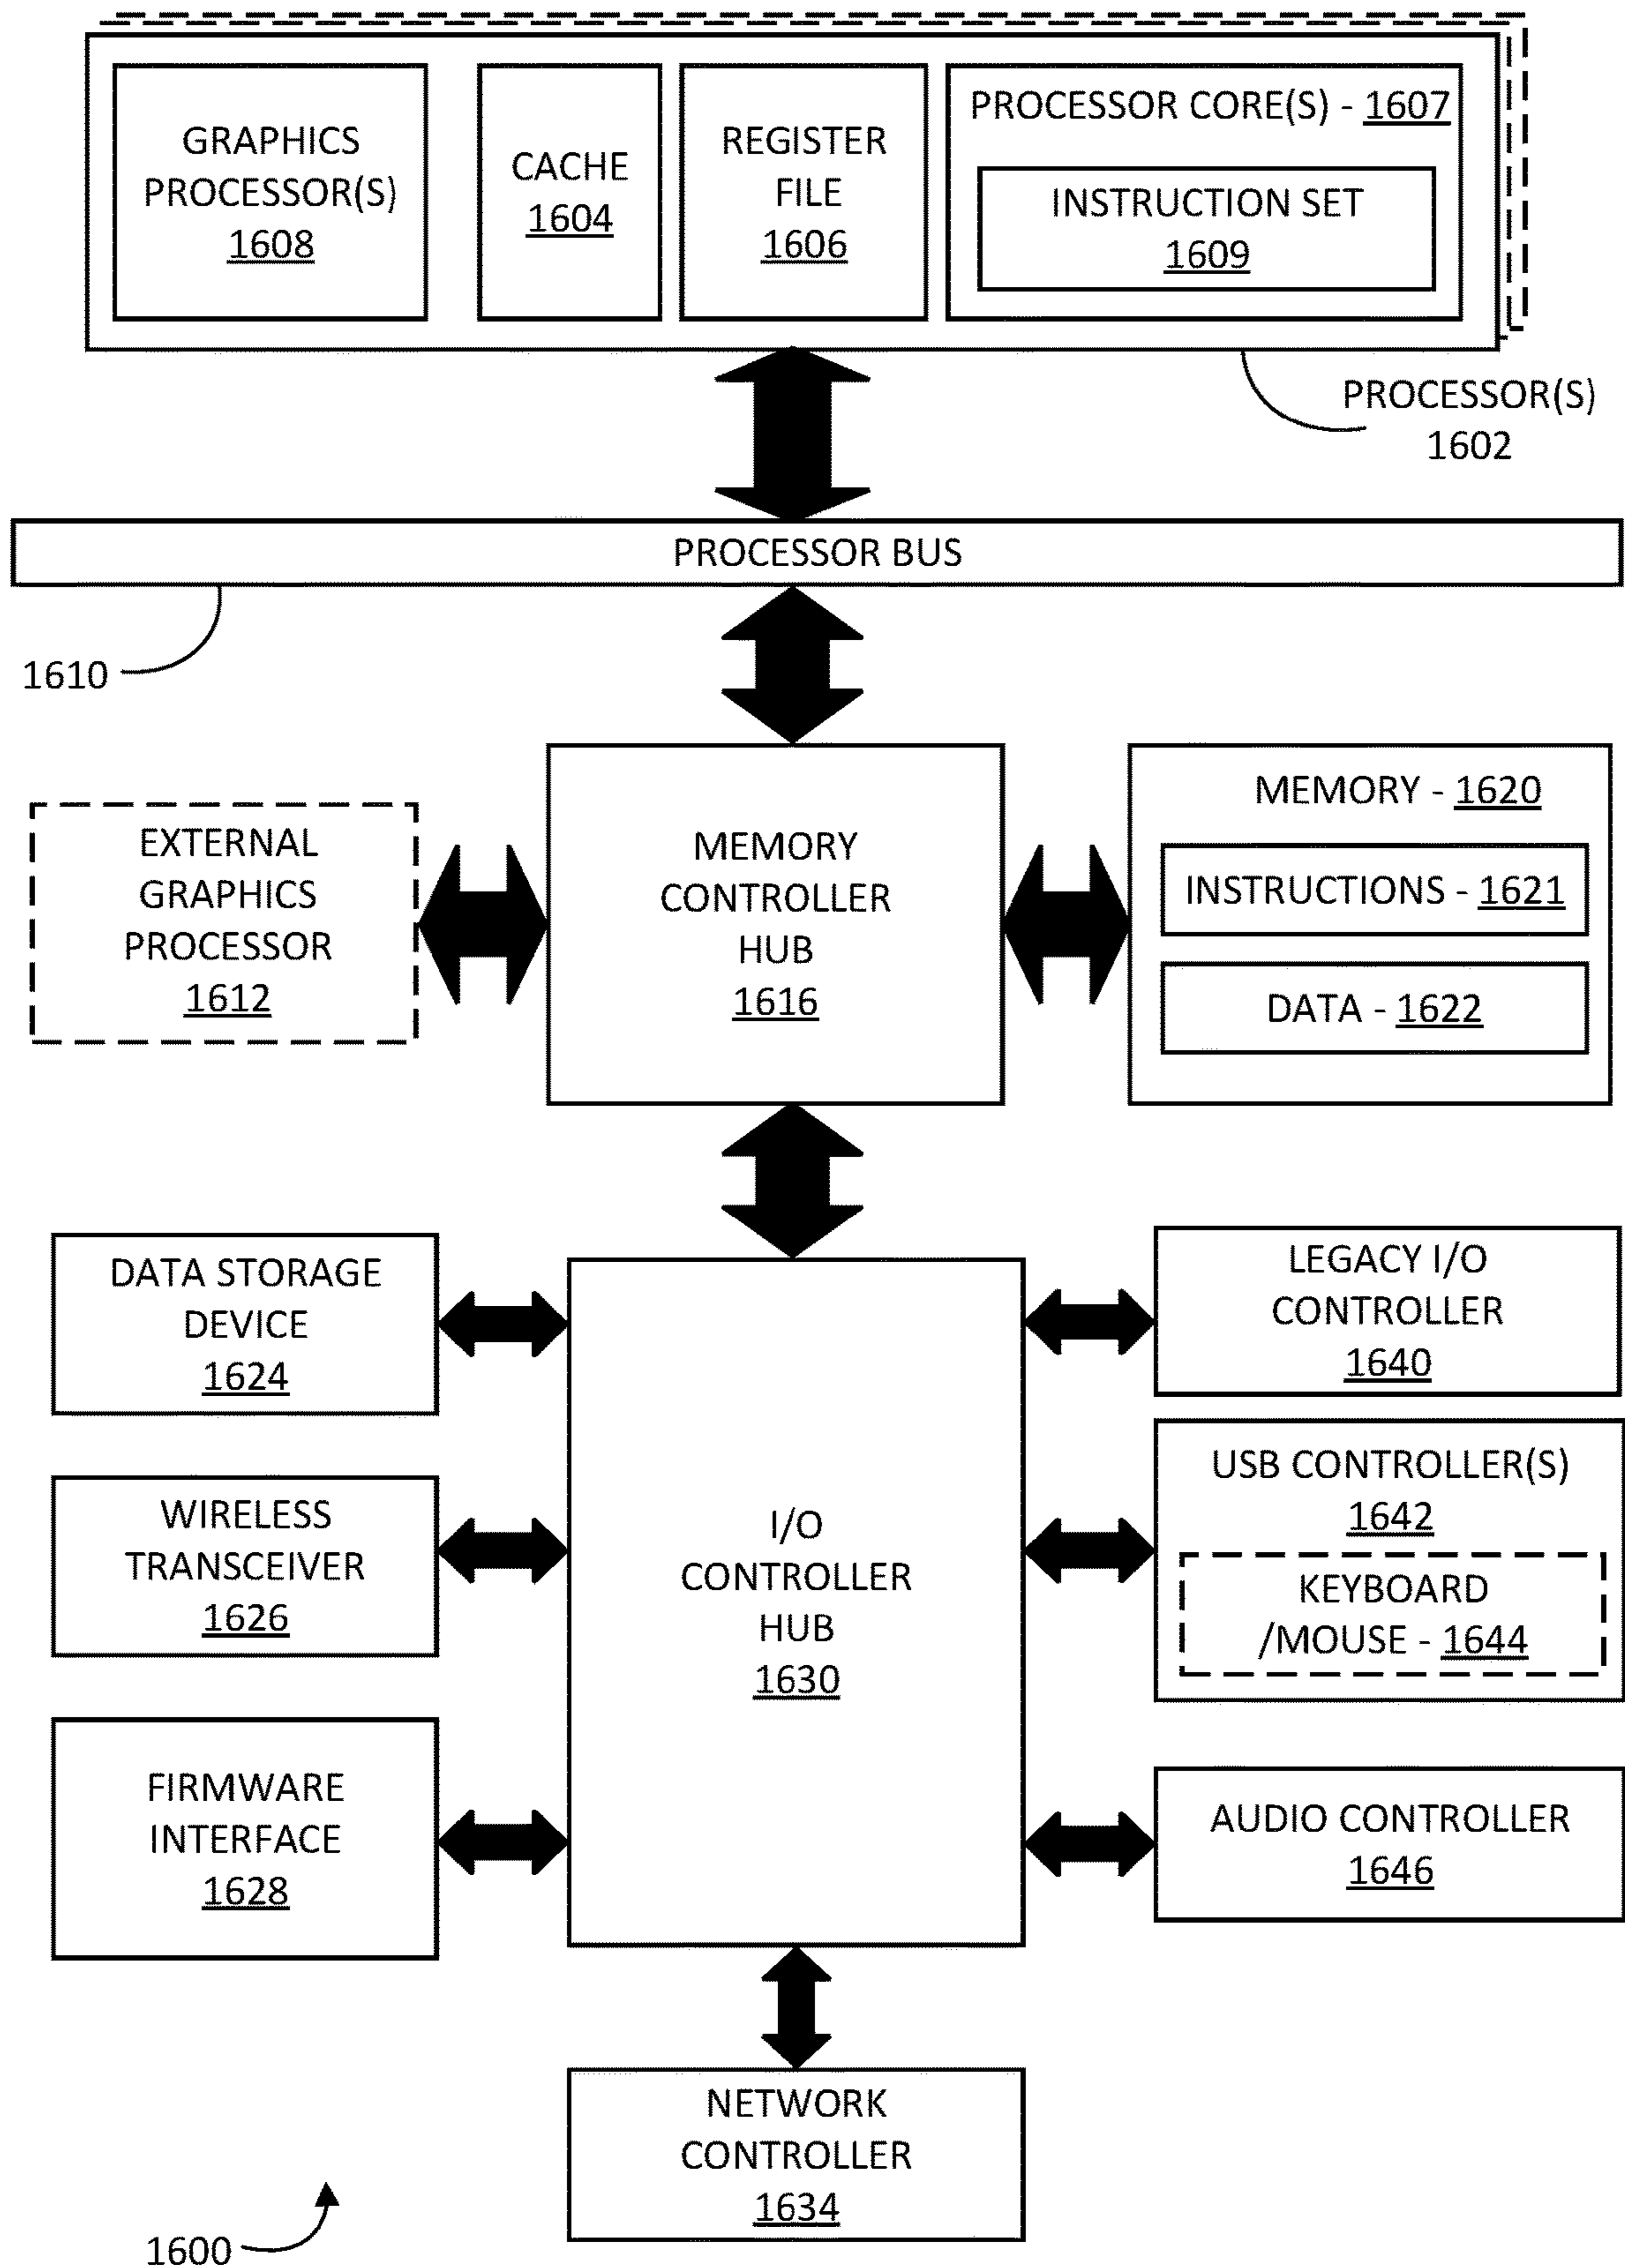 GRAPHICS
PROCESSOR(S)
1608
CACHE
1604
REGISTER
FILE
1606
PROCESSOR CORE(S) - 1607
INSTRUCTION SET
1609
PROCESSOR(S)
1602
PROCESSOR BUS
1610
EXTERNAL
GRAPHICS
PROCESSOR
1612
MEMORY
CONTROLLER
HUB
1616
MEMORY - 1620
INSTRUCTIONS - 1621
DATA - 1622
DATA STORAGE
DEVICE
1624
WIRELESS
TRANSCEIVER
1626
FIRMWARE
INTERFACE
1628
I/O
CONTROLLER
HUB
1630
LEGACY I/O
CONTROLLER
1640
USB CONTROLLER(S)
1642
KEYBOARD
/MOUSE - 1644
AUDIO CONTROLLER
1646
NETWORK
CONTROLLER
1634
1600